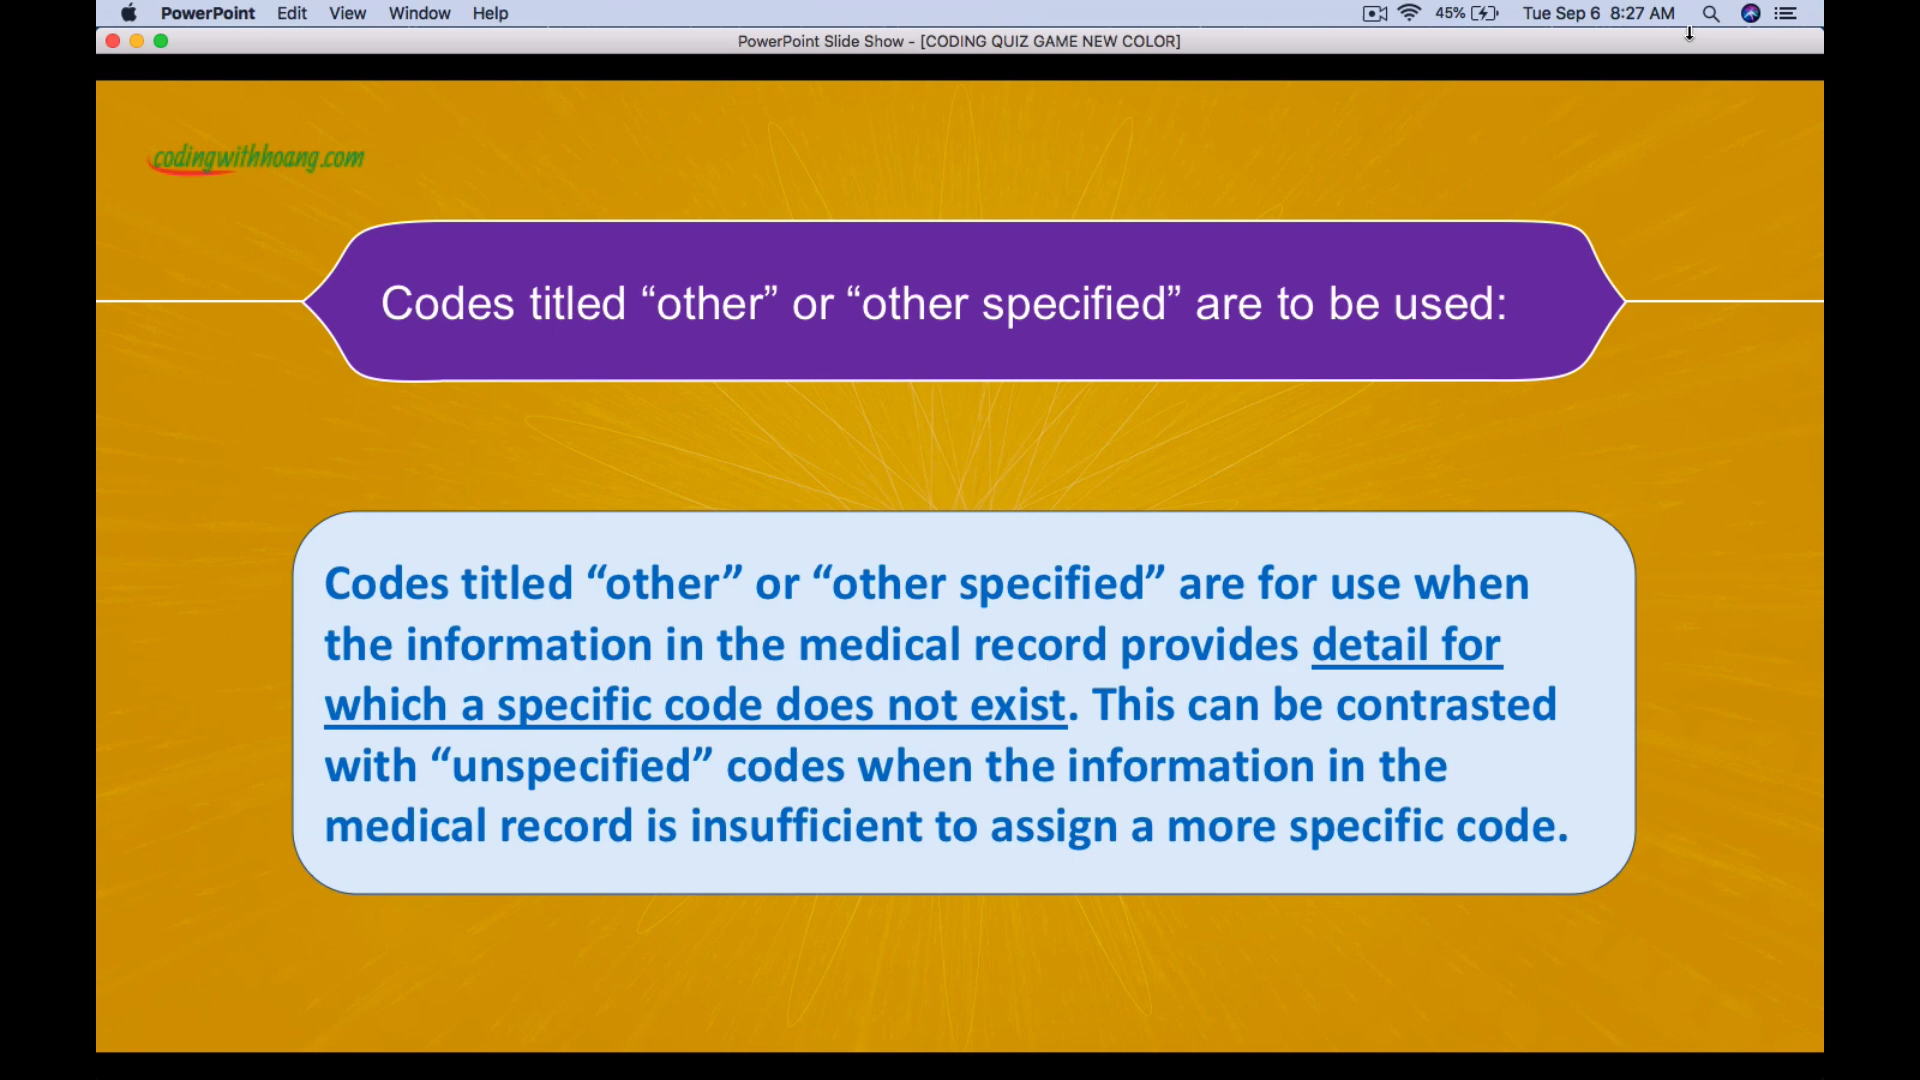 PowerPoint Edit View Window Help 45% Tue Sep 6 8:27 AM
PowerPoint Slide Show - [CODING QUIZ GAME NEW COLOR]
codingwithhoang.com
Codes titled “other” or “other specified” are to be used:
Codes titled “other” or “other specified” are for use when
the information in the medical record provides detail for
which a specific code does not exist. This can be contrasted
with “unspecified” codes when the information in the
medical record is insufficient to assign a more specific code.